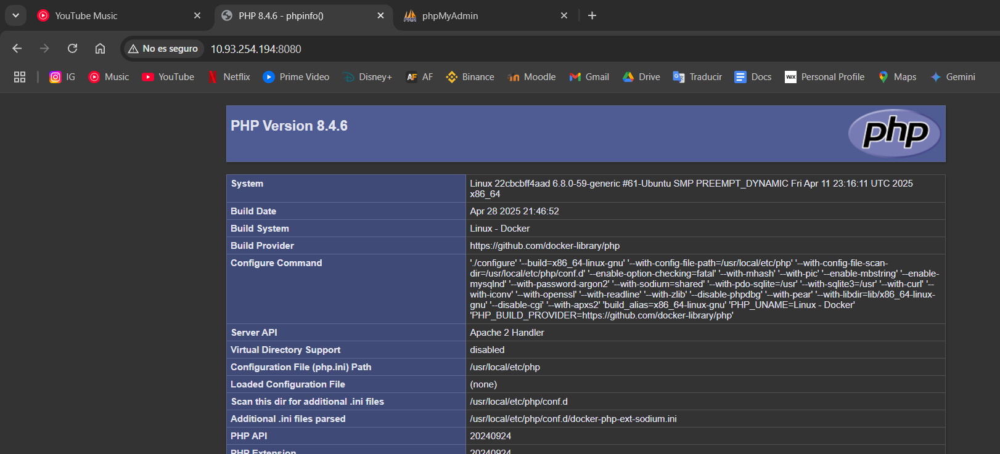 YouTube Music
PHP 8.4.6 - phpinfo()
phpMyAdmin
No es seguro
10.93.254.194:8080
IG
Music
YouTube
Netflix
Prime Video
Disney+
AF AF
Binance
Moodle
Gmail
Drive
Traducir
Docs
WiX Personal Profile
Maps
Gemini
PHP Version 8.4.6
php
System
Linux 22cbcbff4aad 6.8.0-59-generic #61-Ubuntu SMP PREEMPT_DYNAMIC Fri Apr 11 23:16:11 UTC 2025
x86_64
Build Date
Apr 28 2025 21:46:52
Build System
Linux - Docker
Build Provider
https://github.com/docker-library/php
Configure Command
'./configure' '--build=x86_64-linux-gnu' '--with-config-file-path=/usr/local/etc/php' '--with-config-file-scan-
dir=/usr/local/etc/php/conf.d' '--enable-option-checking=fatal' '--with-mhash' '--with-pic' '--enable-mbstring' '--enable-
mysqlnd' '--with-password-argon2' '--with-sodium=shared' '--with-pdo-sqlite=/usr' '--with-sqlite3=/usr' '--with-curl' '--
with-iconv' '--with-openssl' '--with-readline' '--with-zlib' '--disable-phpdbg' '--with-pear' '--with-libdir=lib/x86_64-linux-
gnu' '--disable-cgi' '--with-apxs2' 'build_alias=x86_64-linux-gnu' 'PHP_UNAME=Linux - Docker'
'PHP_BUILD_PROVIDER=https://github.com/docker-library/php'
Server API
Apache 2 Handler
Virtual Directory Support
disabled
Configuration File (php.ini) Path
/usr/local/etc/php
Loaded Configuration File
(none)
Scan this dir for additional .ini files
/usr/local/etc/php/conf.d
Additional .ini files parsed
/usr/local/etc/php/conf.d/docker-php-ext-sodium.ini
PHP API
20240924
PHP Extension
20240924